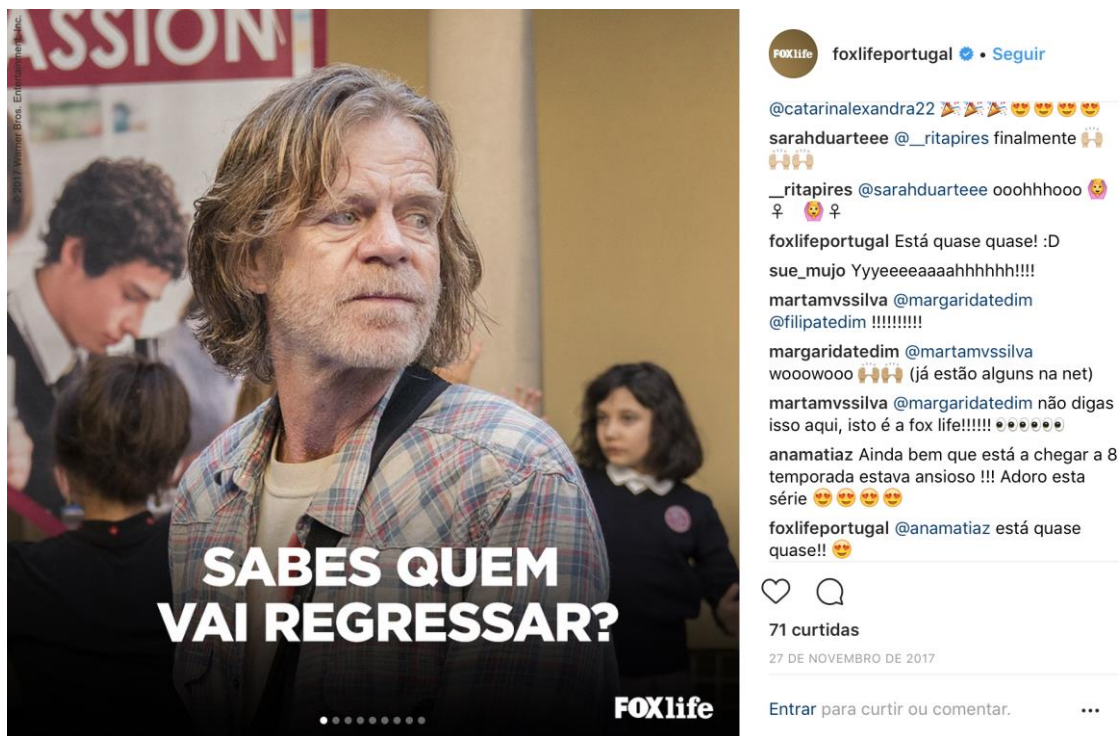 ASSION
© 2017 Warner Bros. Entertainment, Inc.
SABES QUEM
VAI REGRESSAR?
FOXlife
FOXlife
foxlifeportugal • Seguir
@catarinalexandra22 🎉🎉🎉😍😍😍😍
sarahduarteee @__ritapires finalmente 🙌🏼
🙌🏼🙌🏼
__ritapires @sarahduarteee ooohhhooo 🙆
♀ 🙆♀
foxlifeportugal Está quase quase! :D
sue_mujo Yyyeeeeaaaahhhhhh!!!!
martamvssilva @margaridatedim
@filipatedim !!!!!!!!!!
margaridatedim @martamvssilva
wooowooo 🙌🏼🙌🏼 (já estão alguns na net)
martamvssilva @margaridatedim não digas
isso aqui, isto é a fox life!!!!!! 👀👀👀
anamatiaz Ainda bem que está a chegar a 8
temporada estava ansioso !!! Adoro esta
série 😍😍😍😍
foxlifeportugal @anamatiaz está quase
quase!! 😍
71 curtidas
27 DE NOVEMBRO DE 2017
Entrar para curtir ou comentar.